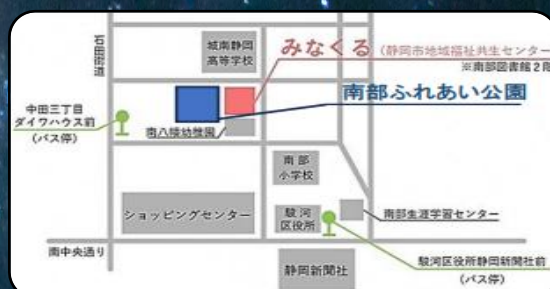 石田街道
城南静岡
高等学校
みなくる（静岡市地域福祉共生センター
※南部図書館2階
南部ふれあい公園
中田三丁目
ダイワハウス前
(バス停)
南八幡幼稚園
南部
小学校
ショッピングセンター
駿河
区役所
南部生涯学習センター
南中央通り
静岡新聞社
駿河区役所静岡新聞社前
(バス停)